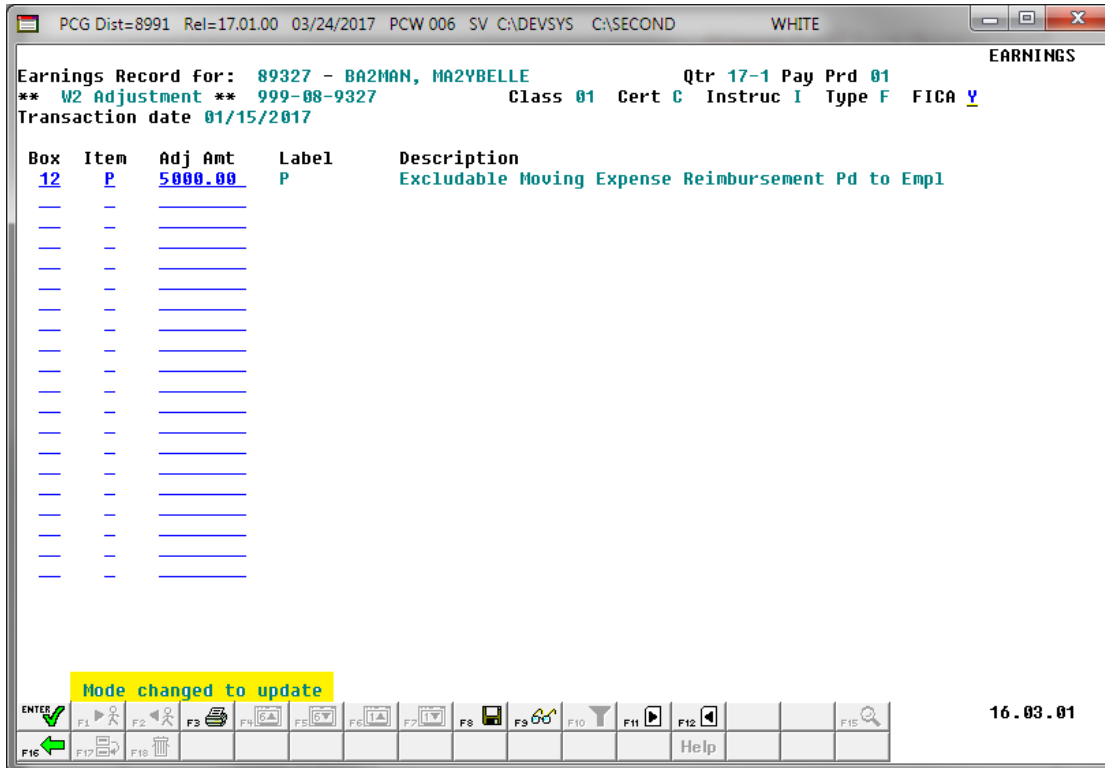 PCG Dist=8991 Rel=17.01.00 03/24/2017 PCW 006 SV C:\DEVSYS C:\SECOND WHITE
EARNINGS
Earnings Record for: 89327 - BA2MAN, MA2YBELLE Qtr 17-1 Pay Prd 01
** W2 Adjustment ** 999-08-9327 Class 01 Cert C Instruc I Type F FICA Y
Transaction date 01/15/2017
Box Item Adj Amt Label Description
12 P 5000.00 P Excludable Moving Expense Reimbursement Pd to Empl
Mode changed to update
ENTER F1 F2 F3 F4 6 F5 6 F6 1 F7 1 F8 F9 F10 F11 F12 F15 16.03.01
F16 F17 F18 Help